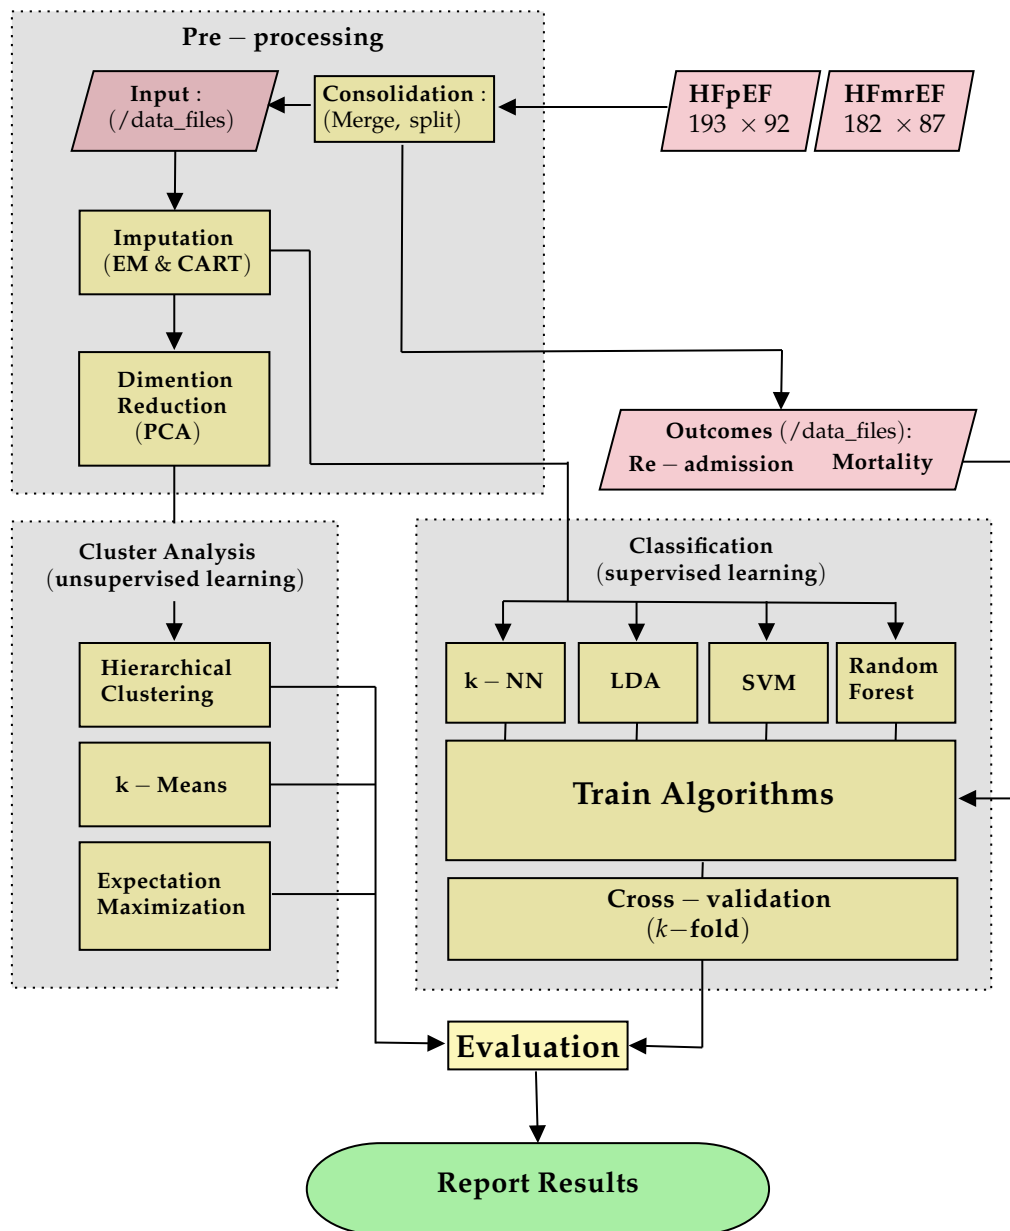 Pre – processing
Input :
(/data_files)
Consolidation :
(Merge, split)
HFpEF
193 × 92
HFmrEF
182 × 87
Imputation
(EM & CART)
Dimention
Reduction
(PCA)
Outcomes (/data_files):
Re – admission Mortality
Cluster Analysis
(unsupervised learning)
Classification
(supervised learning)
Hierarchical
Clustering
k – Means
Expectation
Maximization
k – NN
LDA
SVM
Random
Forest
Train Algorithms
Cross – validation
(k–fold)
Evaluation
Report Results